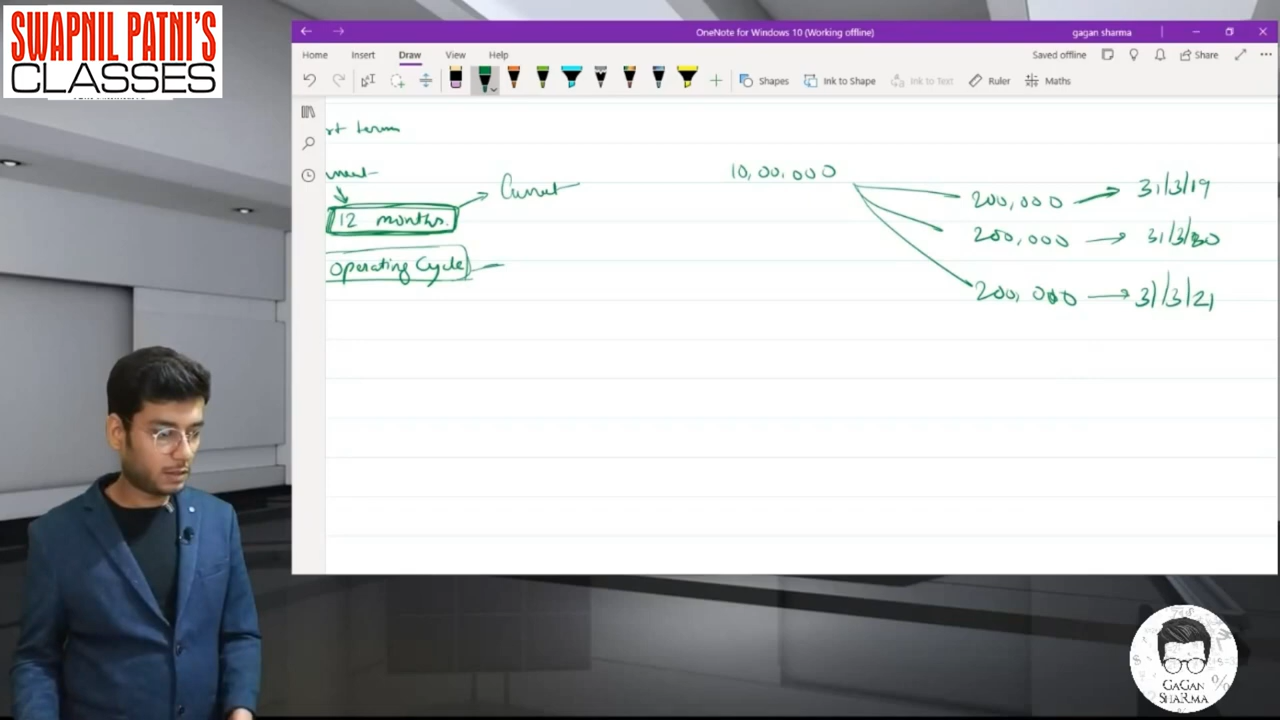 SWAPNIL PATNI'S
CLASSES
OneNote for Windows 10 (Working offline)
gagan sharma
Home Insert Draw View Help
Saved offline
Share
Shapes
Ink to Shape
Ink to Text
Ruler
Maths
rt term
12 months.
Operating Cycle
10,00,000
200,000 → 31/3/19
200,000 → 31/3/
200,000 → 31/3/21
GAGAN
SHARMA